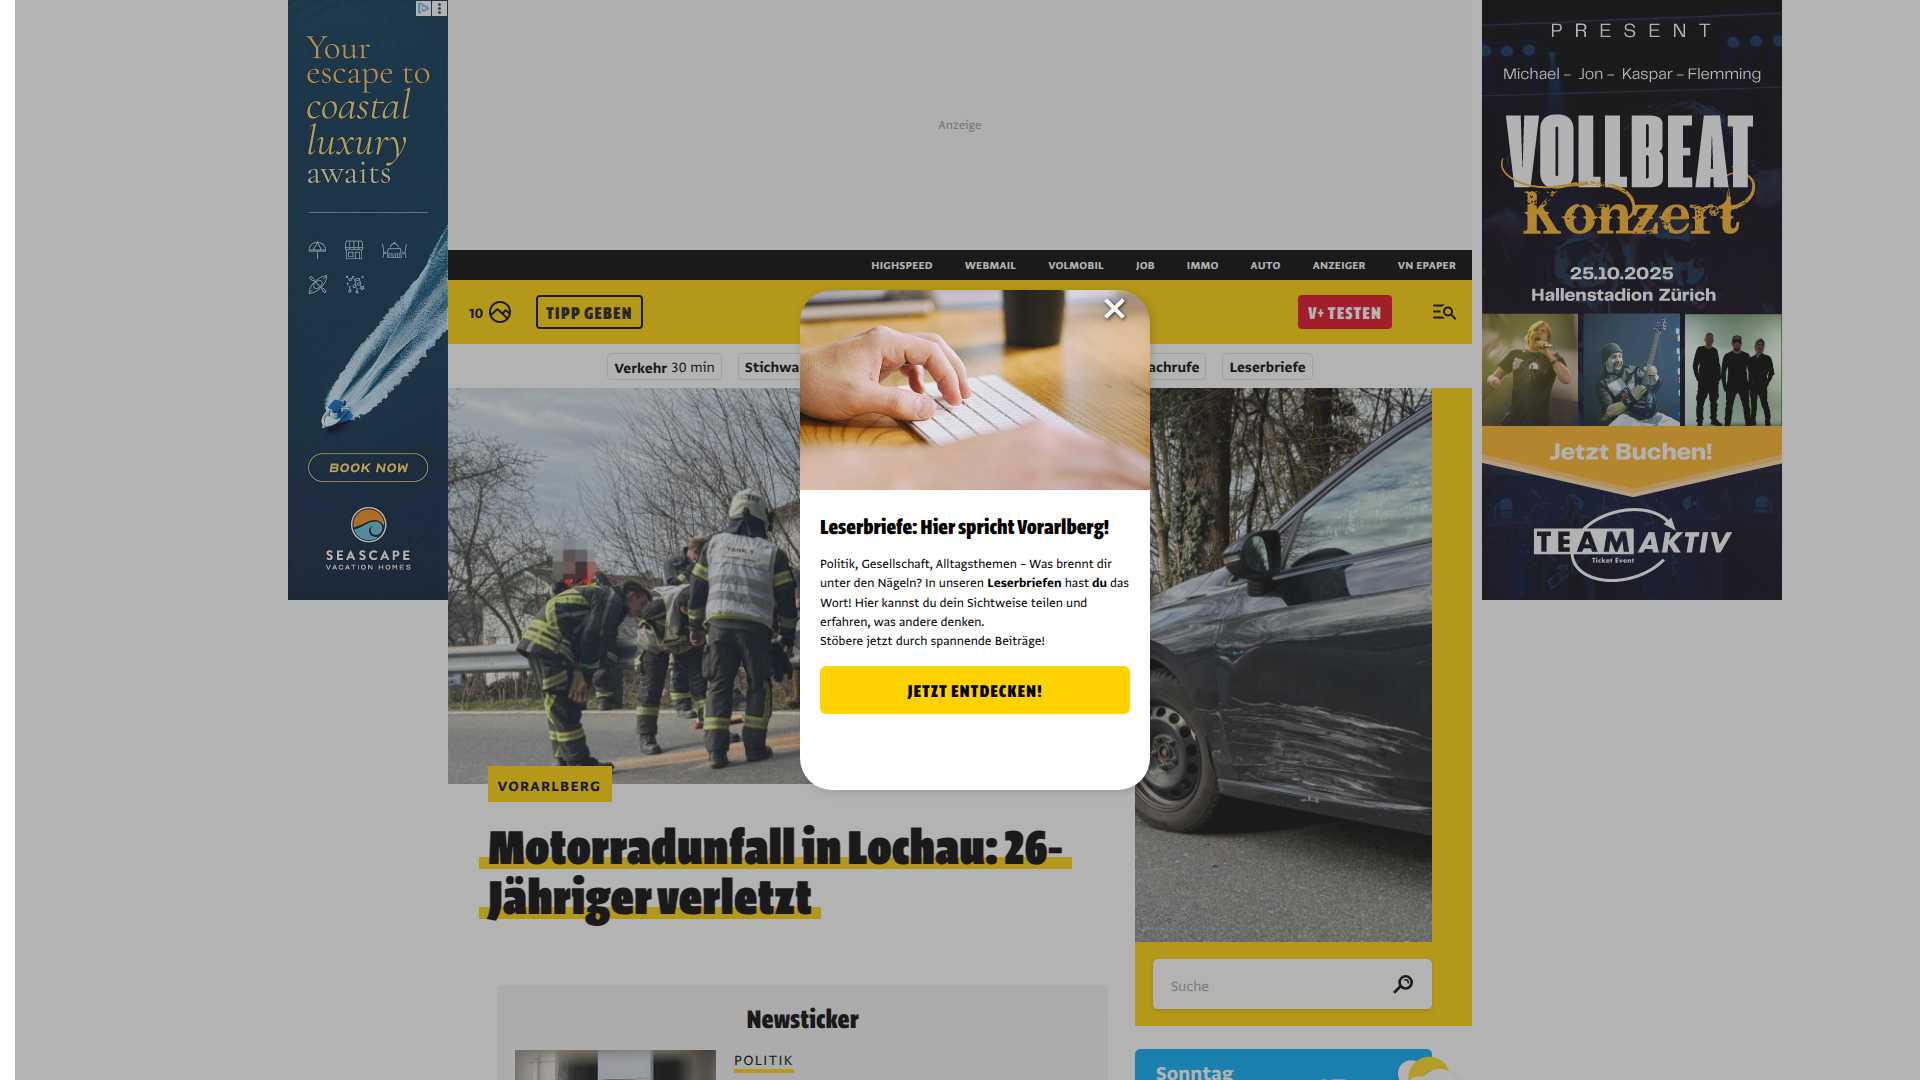 Your
escape to
coastal
luxury
awaits
BOOK NOW
SEASCAPE
VACATION HOMES
Anzeige
HIGHSPEED WEBMAIL VOLMOBIL JOB IMMO AUTO ANZEIGER VN EPAPER
10 TIPP GEBEN V+ TESTEN
Verkehr 30 min Stichwa achrufe Leserbriefe
Leserbriefe: Hier spricht Vorarlberg!
Politik, Gesellschaft, Alltagsthemen – Was brennt dir
unter den Nägeln? In unseren Leserbriefen hast du das
Wort! Hier kannst du dein Sichtweise teilen und
erfahren, was andere denken.
Stöbere jetzt durch spannende Beiträge!
JETZT ENTDECKEN!
VORARLBERG
Motorradunfall in Lochau: 26-
Jähriger verletzt
Newsticker
POLITIK
Suche
Sonntag
PRESENT
Michael – Jon – Kaspar – Flemming
VOLLBEAT
Konzert
25.10.2025
Hallenstadion Zürich
Jetzt Buchen!
TEAM AKTIV
Ticket Event